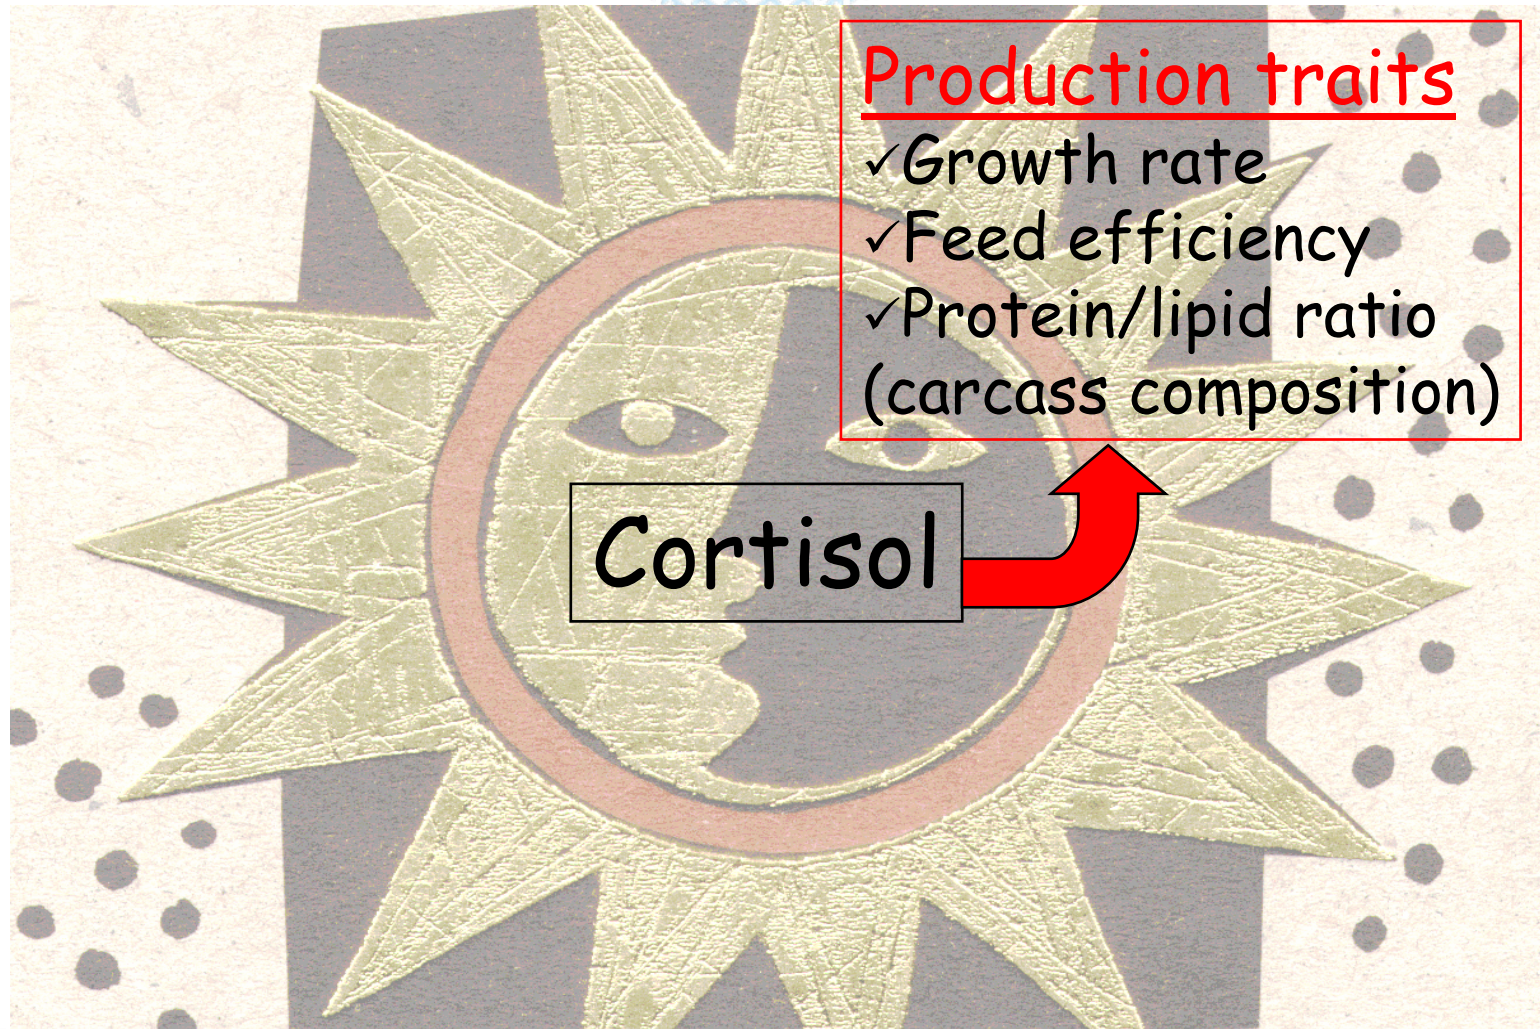 Production traits
✓Growth rate
✓Feed efficiency
✓Protein/lipid ratio
(carcass composition)
Cortisol